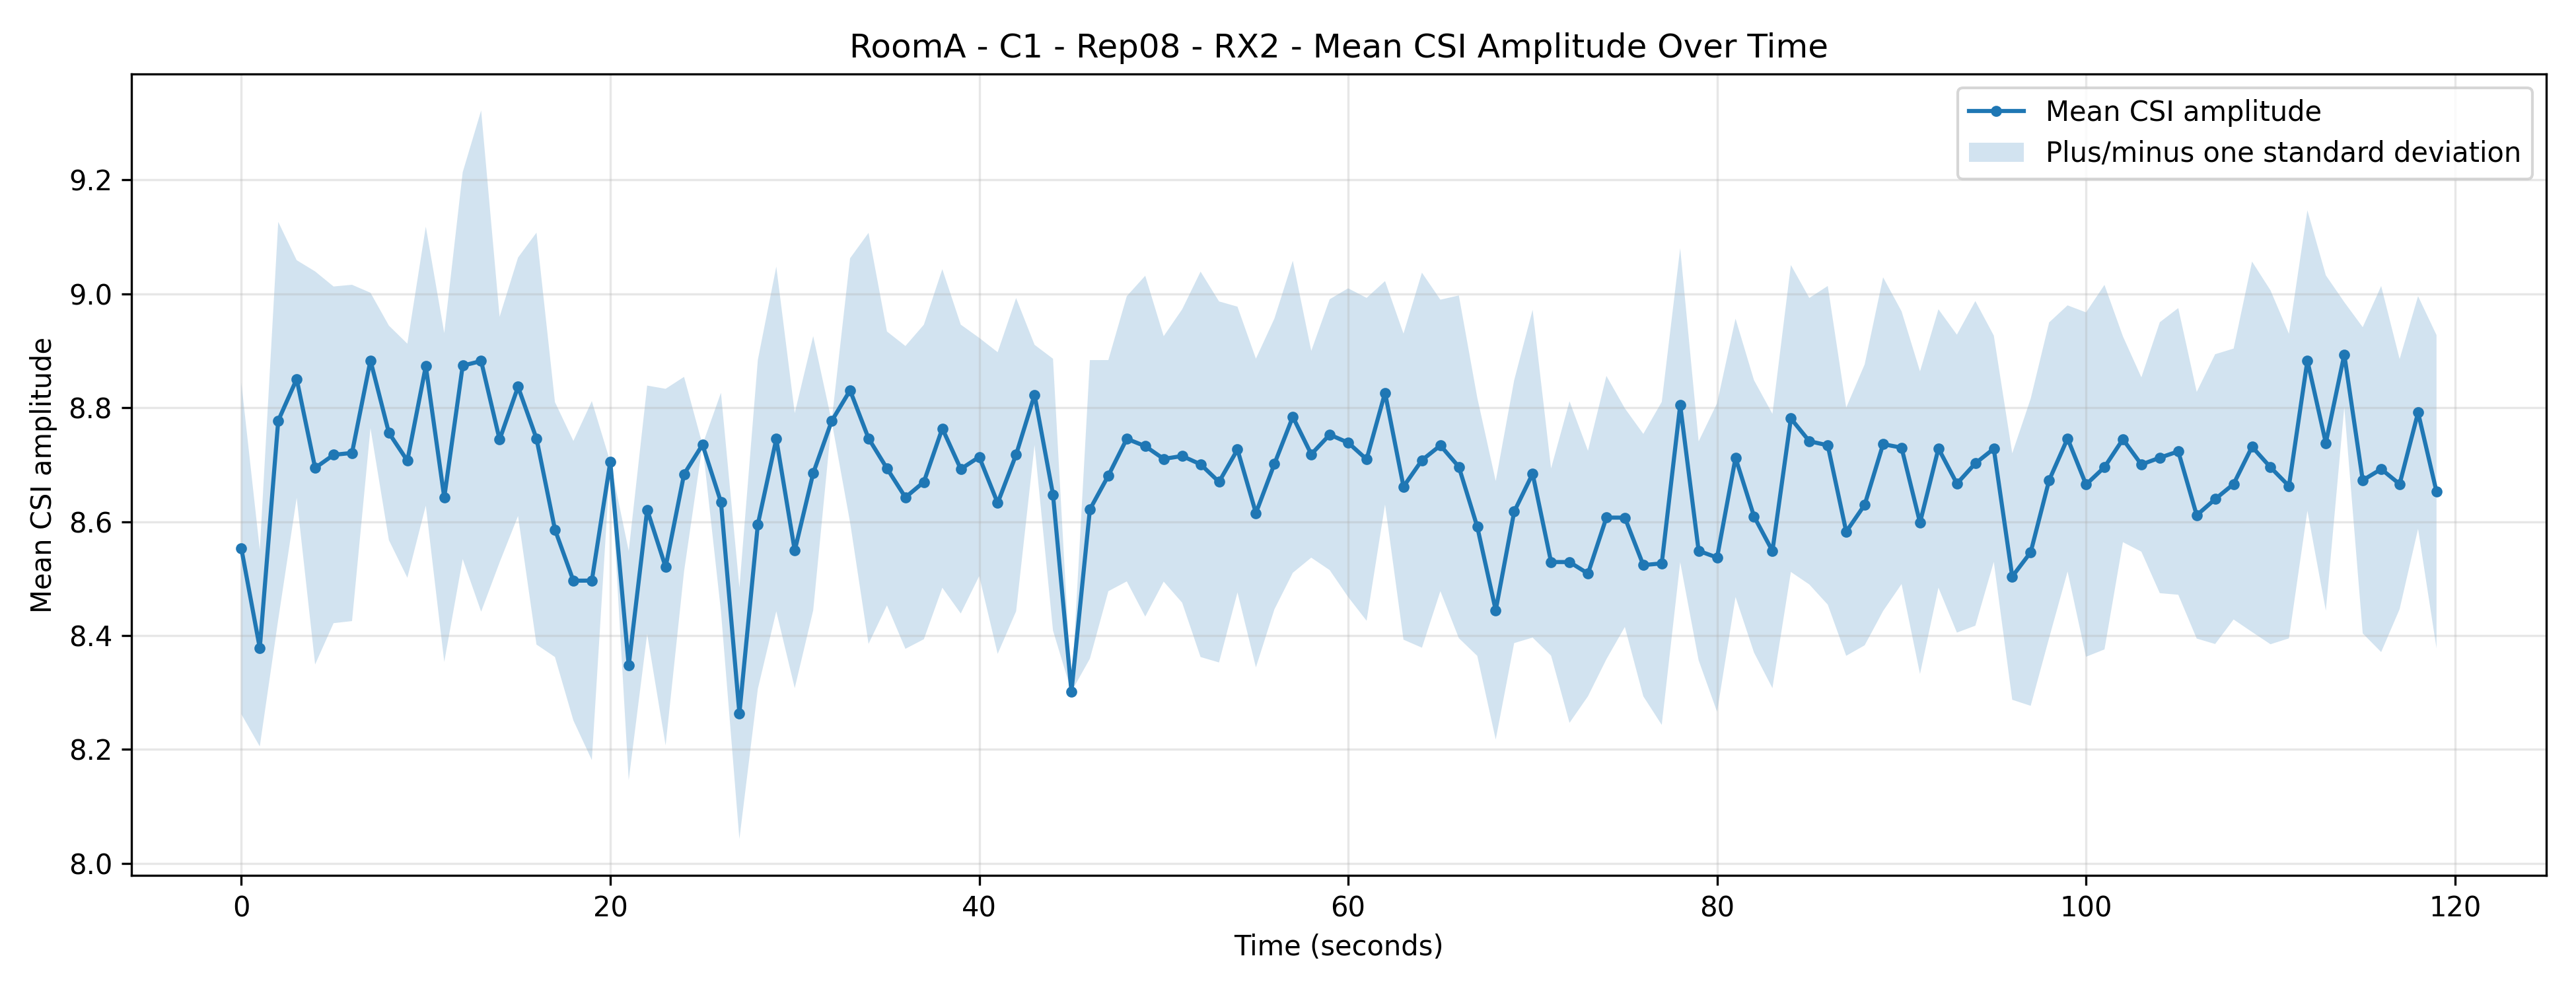 RoomA - C1 - Rep08 - RX2 - Mean CSI Amplitude Over Time
Mean CSI amplitude
Plus/minus one standard deviation
Mean CSI amplitude
9.2
9.0
8.8
8.6
8.4
8.2
8.0
0 20 40 60 80 100 120
Time (seconds)